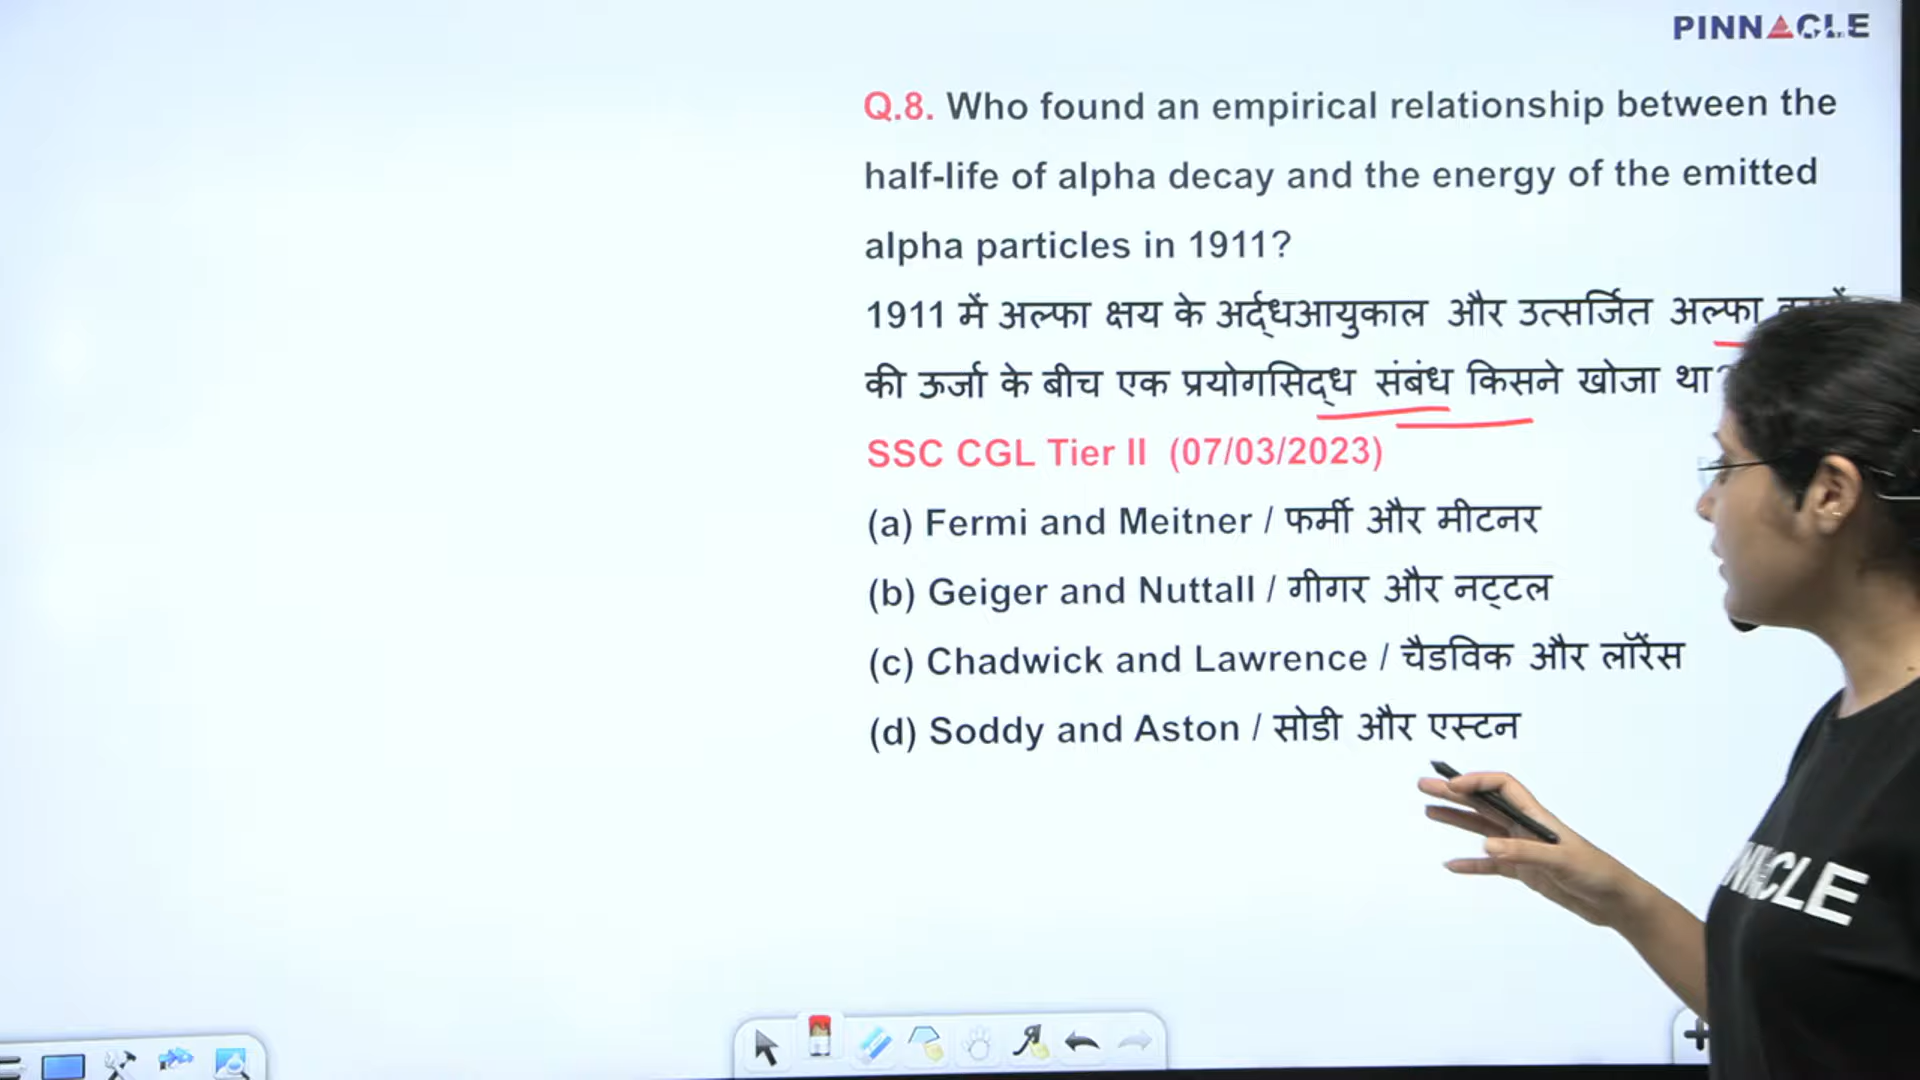 PINNACLE
Q.8. Who found an empirical relationship between the
half-life of alpha decay and the energy of the emitted
alpha particles in 1911?
1911 में अल्फा क्षय के अर्द्धआयुकाल और उत्सर्जित अल्फा
की ऊर्जा के बीच एक प्रयोगसिद्ध संबंध किसने खोजा था?
SSC CGL Tier II (07/03/2023)
(a) Fermi and Meitner / फर्मी और मीटनर
(b) Geiger and Nuttall / गीगर और नट्टल
(c) Chadwick and Lawrence / चैडविक और लॉरेंस
(d) Soddy and Aston / सोडी और एस्टन